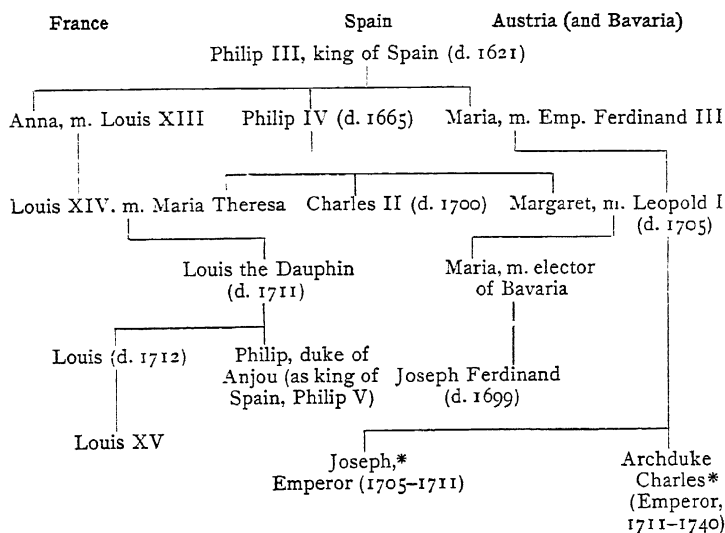 France Spain Austria (and Bavaria)
Philip III, king of Spain (d. 1621)
Anna, m. Louis XIII Philip IV (d. 1665) Maria, m. Emp. Ferdinand III
Louis XIV. m. Maria Theresa Charles II (d. 1700) Margaret, m. Leopold I
(d. 1705)
Louis the Dauphin
(d. 1711)
Maria, m. elector
of Bavaria
Louis (d. 1712)
Philip, duke of
Anjou (as king of
Spain, Philip V)
Joseph Ferdinand
(d. 1699)
Louis XV
Joseph,*
Emperor (1705–1711)
Archduke
Charles*
(Emperor,
1711–1740)